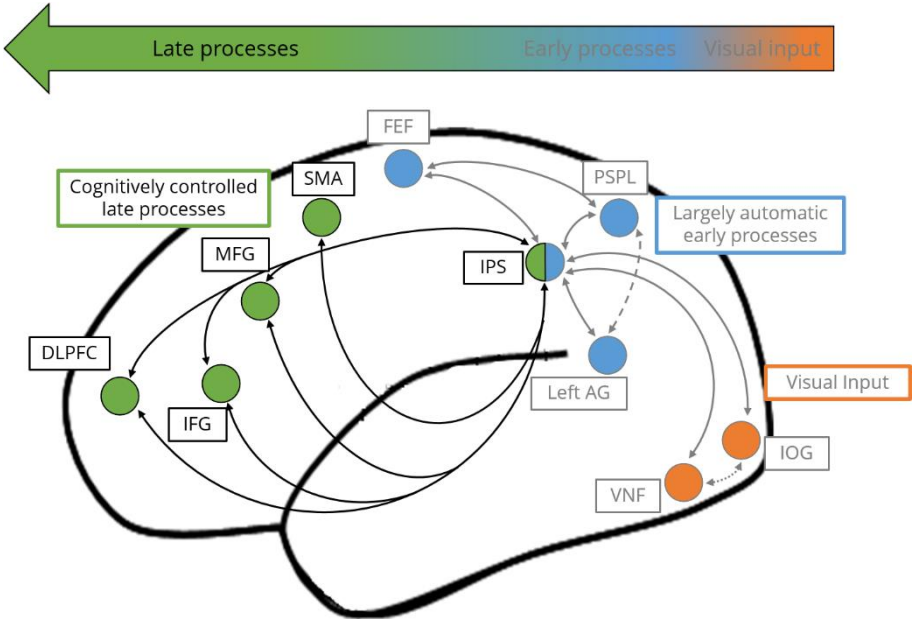 Late processes
Early processes
Visual input
FEF
Cognitively controlled
late processes
SMA
PSPL
Largely automatic
early processes
MFG
IPS
DLPFC
Left AG
Visual Input
IFG
IOG
VNF